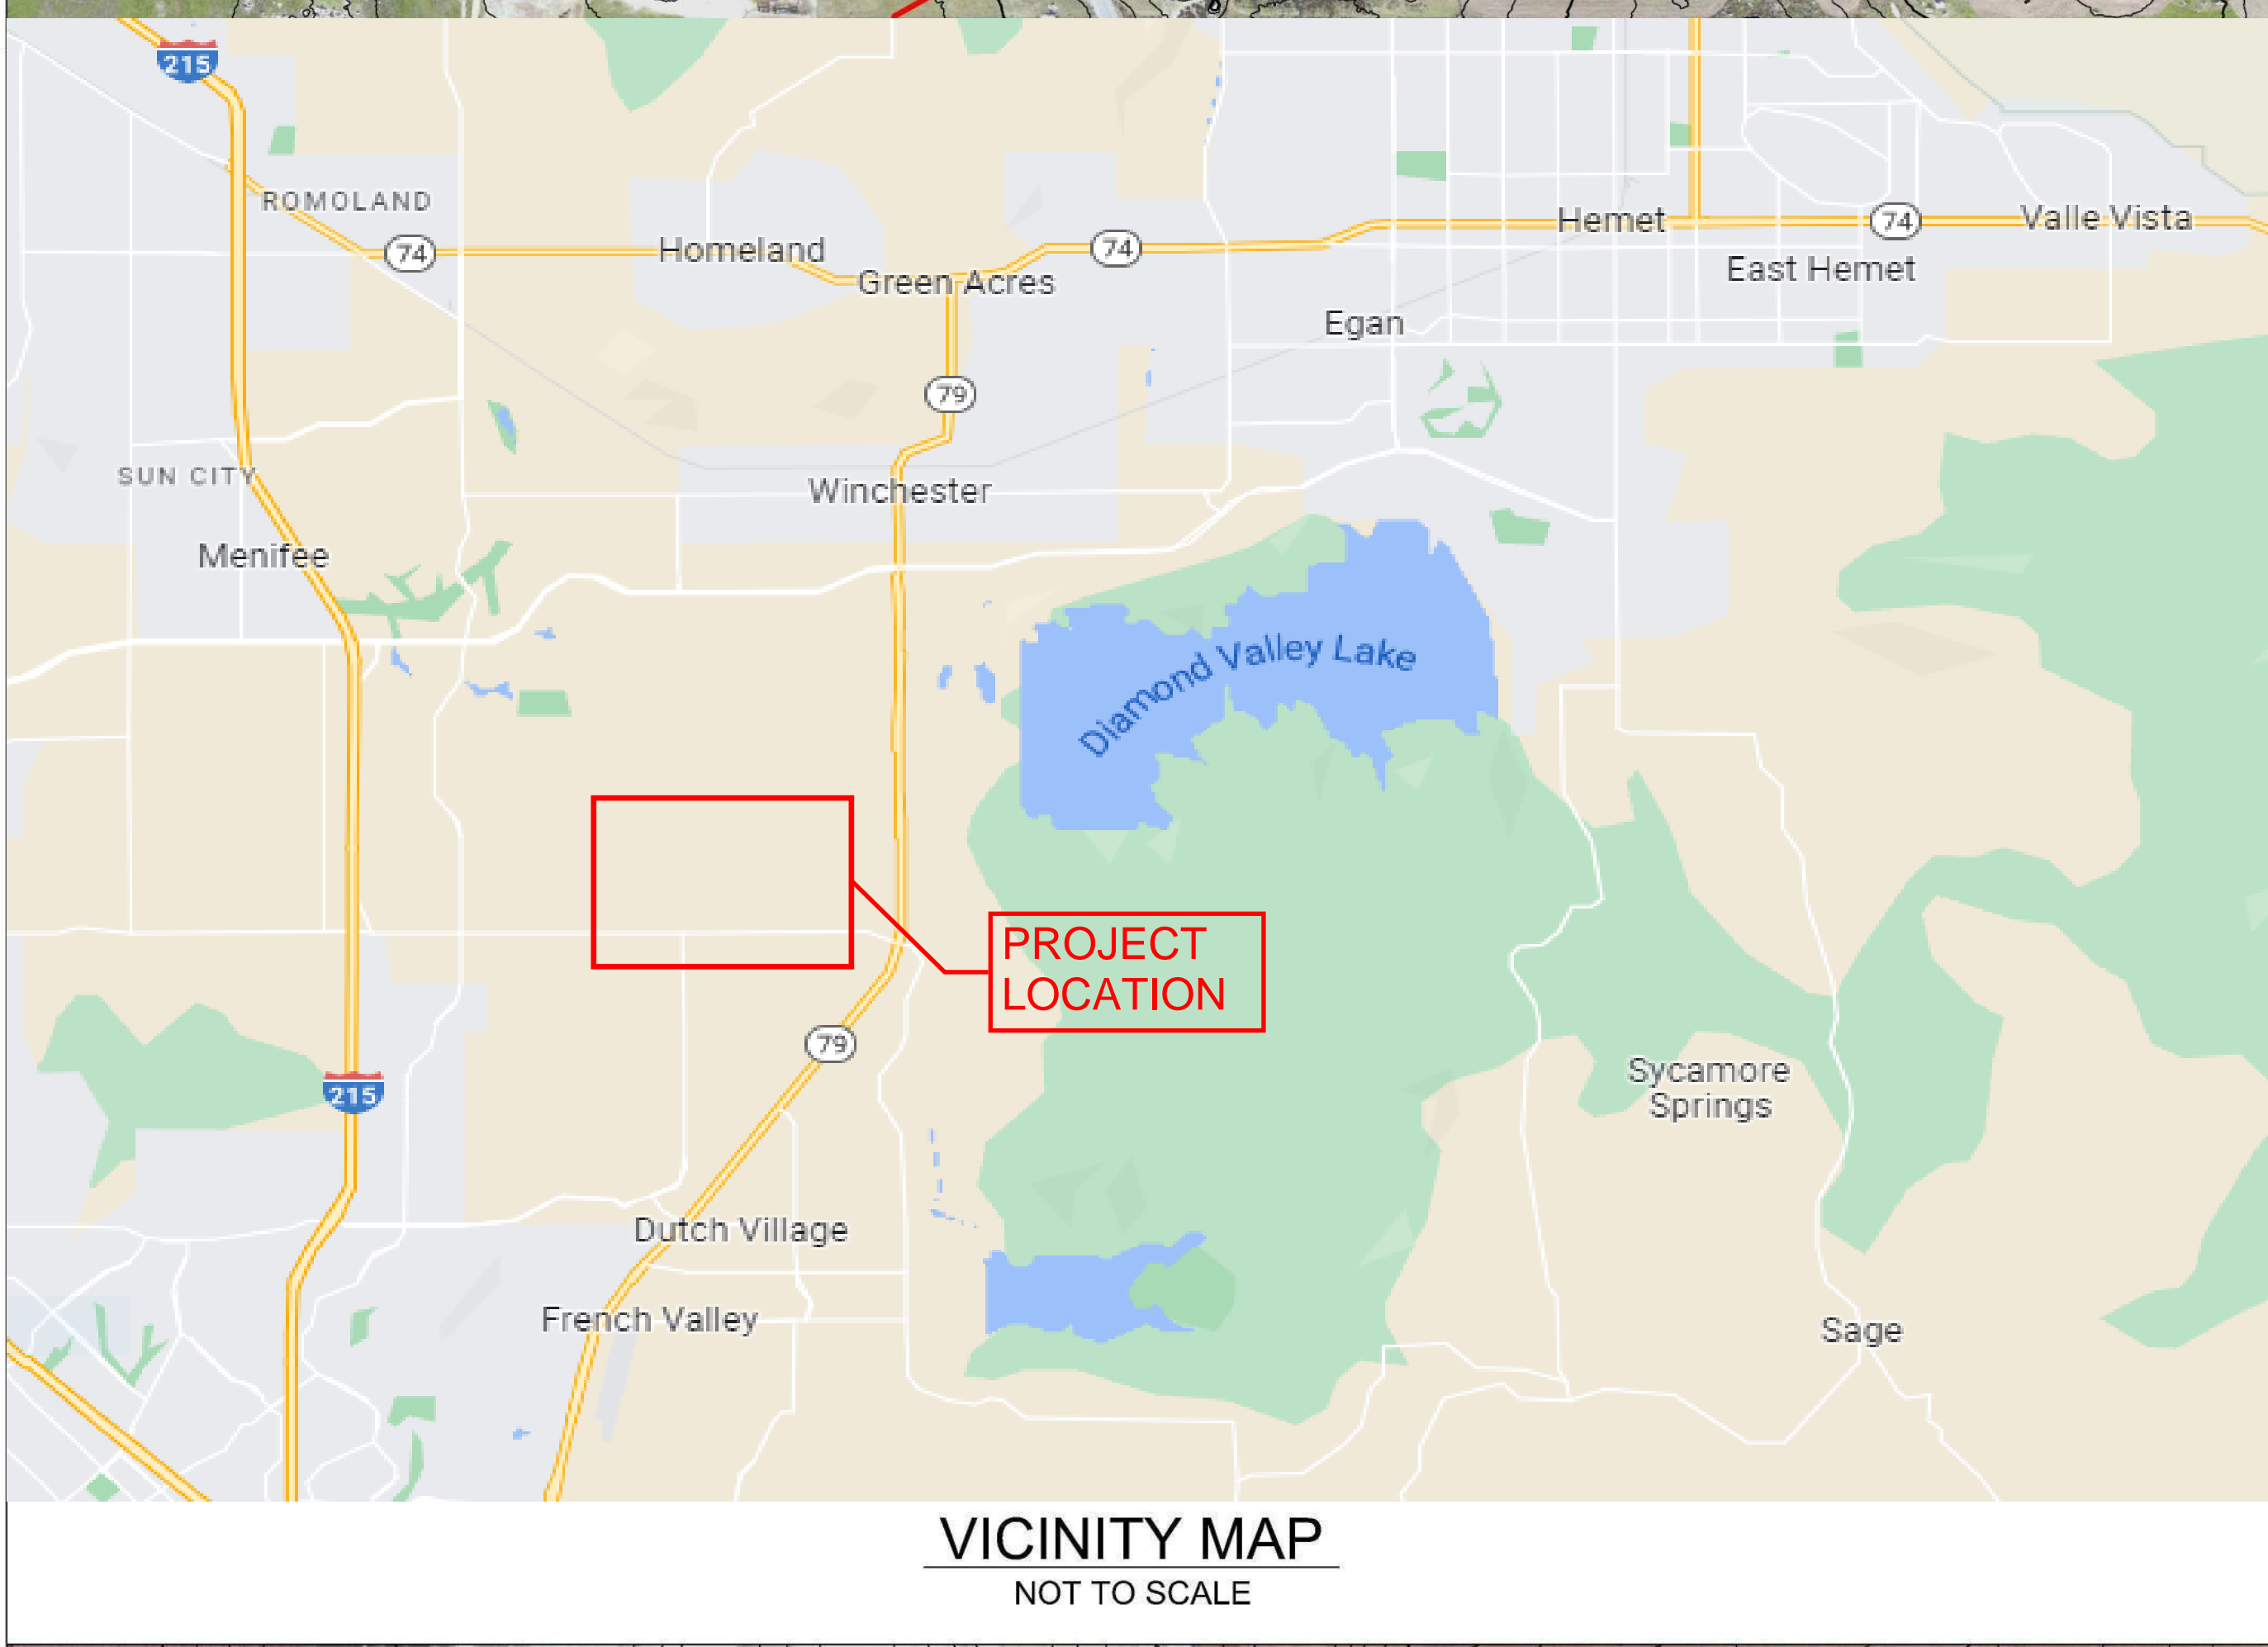 215
ROMOLAND
74
Homeland
Green Acres
74
Hemet
74
Valle Vista
East Hemet
Egan
79
SUN CITY
Winchester
Menifee
Diamond Valley Lake
PROJECT
LOCATION
79
215
Sycamore
Springs
Dutch Village
French Valley
Sage
VICINITY MAP
NOT TO SCALE